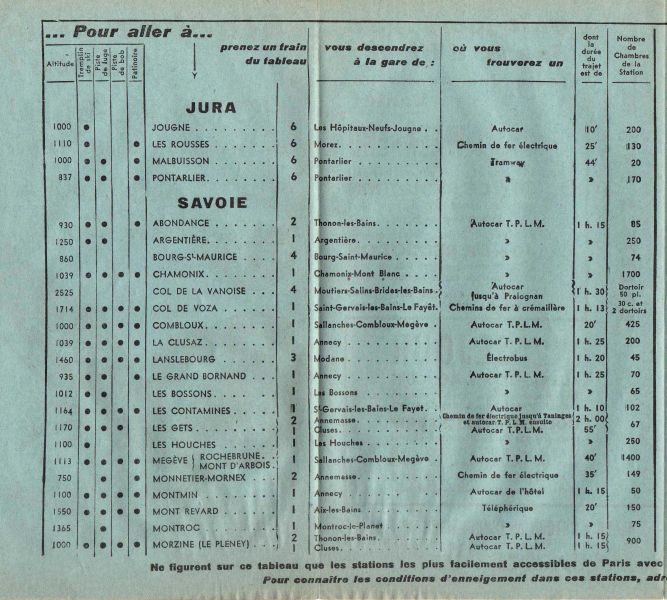 ... Pour aller à...
Altitude Tremplin de ski Piste de luge Piste de bob Patinoire prenez un train du tableau vous descendrez à la gare de : où vous trouverez un dont la durée du trajet est de Nombre de Chambres de la Station
JURA
1000 • JOUGNE . . . . . . . . 6 Les Hôpitaux-Neufs-Jougne . . Autocar 10' 200
1110 • • LES ROUSSES . . . . . . 6 Morez. . . . Chemin de fer électrique 25' 130
1000 • • • MALBUISSON . . . . . . 6 Pontarlier . . . Tramway 44' 20
837 • • • PONTARLIER. . . . . . . 6 Pontarlier . . . » » 170
SAVOIE
930 • • • ABONDANCE . . . . . . 2 Thonon-les-Bains. . . Autocar T. P. L. M. 1 h. 15 85
1250 • • ARGENTIÈRE. . . . . . . 1 Argentière. . . » » 250
860 BOURG-St-MAURICE . . . . 4 Bourg-Saint-Maurice . . . » » 74
1039 • • • • CHAMONIX . . . . . . . 1 Chamonix-Mont Blanc . . . » » 1700
2525 COL DE LA VANOISE . . . . 4 Moutiers-Salins-Brides-les-Bains. . { Autocar jusqu'à Pralognan } 1 h. 30 { Dortoir 50 pl.
1714 • • • COL DE VOZA . . . . . . 1 Saint-Gervais-les-Bains-Le Fayêt. Chemins de fer à crémaillère 1 h. 13 { 30 c. et 2 dortoirs
1000 • • • • COMBLOUX. . . . . . . . 1 Sallanches-Combloux-Megève . Autocar T.P.L.M. 20' 425
1039 • • • LA CLUSAZ . . . . . . . 1 Annecy . . . Autocar T. P. L. M. 1 h. 25 200
1460 • • • LANSLEBOURG . . . . . . 3 Modane . . . Électrobus 1 h. 20 45
935 • • LE GRAND BORNAND . . . . 1 Annecy . . . Autocar T. P. L. M. 1 h. 25 70
1012 • • LES BOSSONS. . . . . . . 1 Les Bossons . . . » » 65
1164 • • • • LES CONTAMINES . . . . . 1 St-Gervais-les-Bains-Le Fayet. . Autocar 1 h. 10 102
1170 • • • LES GETS . . . . . . . . { 2 Annemasse. . . Chemin de fer électrique jusqu'à Taninges et autocar T. P. L. M. ensuite 2 h. 00
1 Cluses. . . Autocar T. P. L. M. 55' 67
1100 • LES HOUCHES . . . . . . 1 Les Houches . . . » » 250
1113 • • • • MEGÈVE } ROCHEBRUNE. . . MONT D'ARBOIS. . . 1 Sallanches-Combloux-Megève . . Autocar T. P. L. M. 40' 1400
750 • • MONNETIER-MORNEX . . . . 2 Annemasse. . . Chemin de fer électrique 35' 149
1100 • • • MONTMIN . . . . . . . . 1 Annecy . . . Autocar de l'hôtel 1 h. 15 50
1550 • • • • MONT REVARD . . . . . . 1 Aix-les-Bains . . . Téléphérique 20' 150
1365 • MONTROC . . . . . . . . 1 Montroc-le-Planet . . . » » 75
1000 • • • • MORZINE (LE PLENEY) . . . { 2 Thonon-les-Bains. . . Autocar T. P. L. M. 1 h. 15
1 Cluses. . . Autocar T. P. L. M. 1 h. 15 900
Ne figurent sur ce tableau que les stations les plus facilement accessibles de Paris avec
Pour connaître les conditions d'enneigement dans ces stations, adre